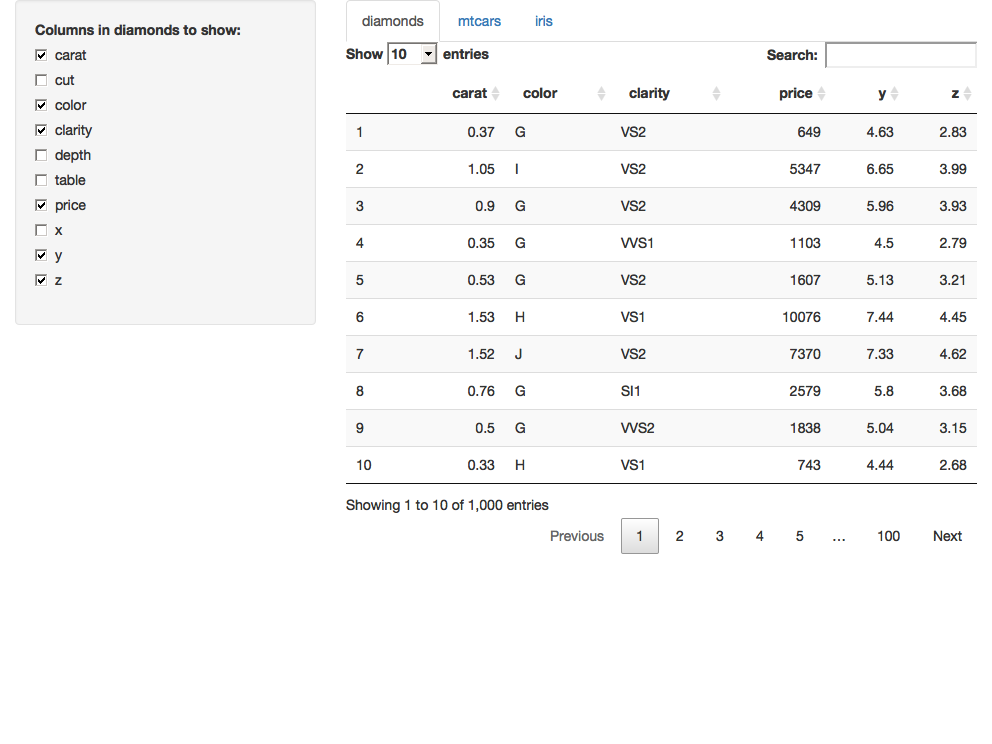 Columns in diamonds to show:
carat
cut
color
clarity
depth
table
price
x
y
z
diamonds mtcars iris
Show 10 entries Search:
carat color clarity price y z
1 0.37 G VS2 649 4.63 2.83
2 1.05 I VS2 5347 6.65 3.99
3 0.9 G VS2 4309 5.96 3.93
4 0.35 G VVS1 1103 4.5 2.79
5 0.53 G VS2 1607 5.13 3.21
6 1.53 H VS1 10076 7.44 4.45
7 1.52 J VS2 7370 7.33 4.62
8 0.76 G SI1 2579 5.8 3.68
9 0.5 G VVS2 1838 5.04 3.15
10 0.33 H VS1 743 4.44 2.68
Showing 1 to 10 of 1,000 entries
Previous 1 2 3 4 5 … 100 Next